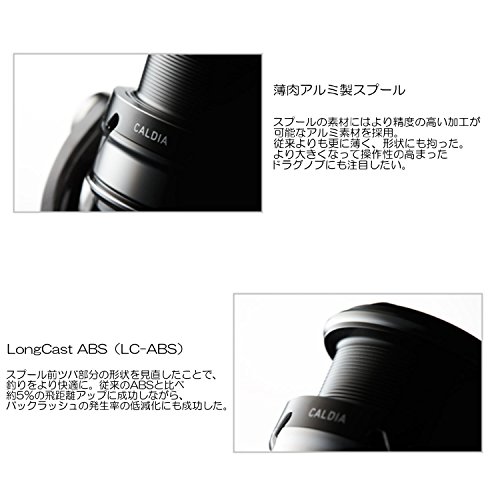 CALDIA
薄肉アルミ製スプール
スプールの素材にはより精度の高い加工が
可能なアルミ素材を採用。
従来よりも更に薄く、形状にも拘った。
より大きくなって操作性の高まった
ドラグノブにも注目したい。
LongCast ABS（LC-ABS）
スプール前ツバ部分の形状を見直したことで、
釣りをより快適に。従来のABSと比べ
約5%の飛距離アップに成功しながら、
バックラッシュの発生率の低減化にも成功した。
CALDIA